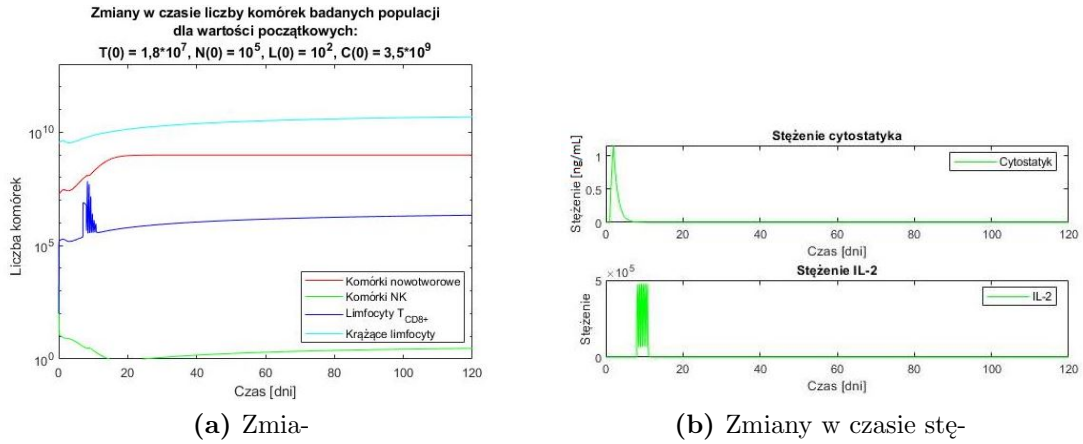 Zmiany w czasie liczby komórek badanych populacji
dla wartości początkowych:
T(0) = 1,8*10^7, N(0) = 10^5, L(0) = 10^2, C(0) = 3,5*10^9
Liczba komórek
10^10
10^5
10^0
0 20 40 60 80 100 120
Czas [dni]
Komórki nowotworowe
Komórki NK
Limfocyty T_CD8+
Krążące limfocyty
(a) Zmia-
Stężenie cytostatyka
Stężenie [ng/mL]
1
0.5
0
0 20 40 60 80 100 120
Czas [dni]
Cytostatyk
Stężenie IL-2
×10^5
Stężenie
5
0
0 20 40 60 80 100 120
Czas [dni]
IL-2
(b) Zmiany w czasie stę-